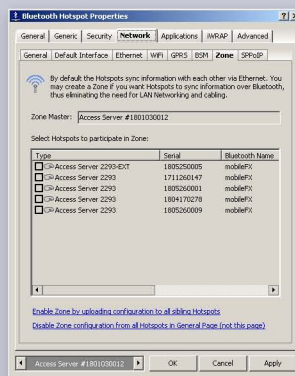 Bluetooth Hotspot Properties
General Generic Security Network Applications iWRAP Advanced
General Default Interface Ethernet WiFi GPRS BSM Zone SPPoIP
By default the Hotspots sync information with each other via Ethernet. You
may create a Zone if you want Hotspots to sync information over Bluetooth,
thus eliminating the need for LAN Networking and cabling.
Zone Master: Access Server #1801030012
Select Hotspots to participate in Zone:
Type Serial Bluetooth Name
Access Server 2293-EXT 1805250005 mobileFX
Access Server 2293 1711260147 mobileFX
Access Server 2293 1805260001 mobileFX
Access Server 2293 1804170278 mobileFX
Access Server 2293 1805260009 mobileFX
Enable Zone by uploading configuration to all sibling Hotspots
Disable Zone configuration from all Hotspots in General Page (not this page)
Access Server #1801030012 OK Cancel Apply